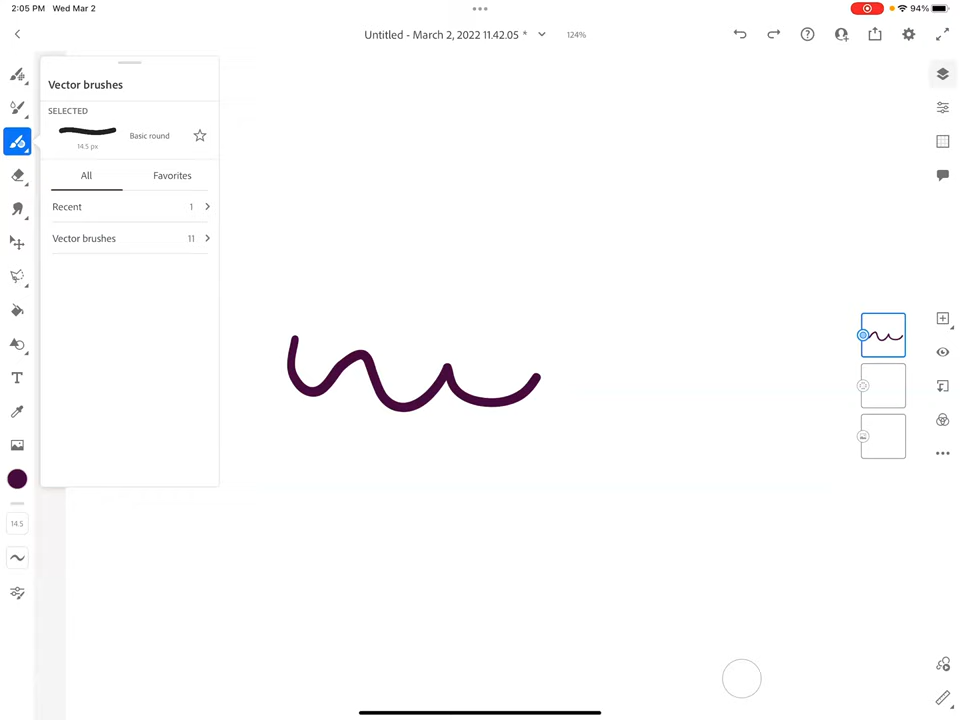 2:05 PM Wed Mar 2
94%
Untitled - March 2, 2022 11.42.05 *
124%
Vector brushes
SELECTED
Basic round
14.5 px
All Favorites
Recent 1
Vector brushes 11
T
14.5